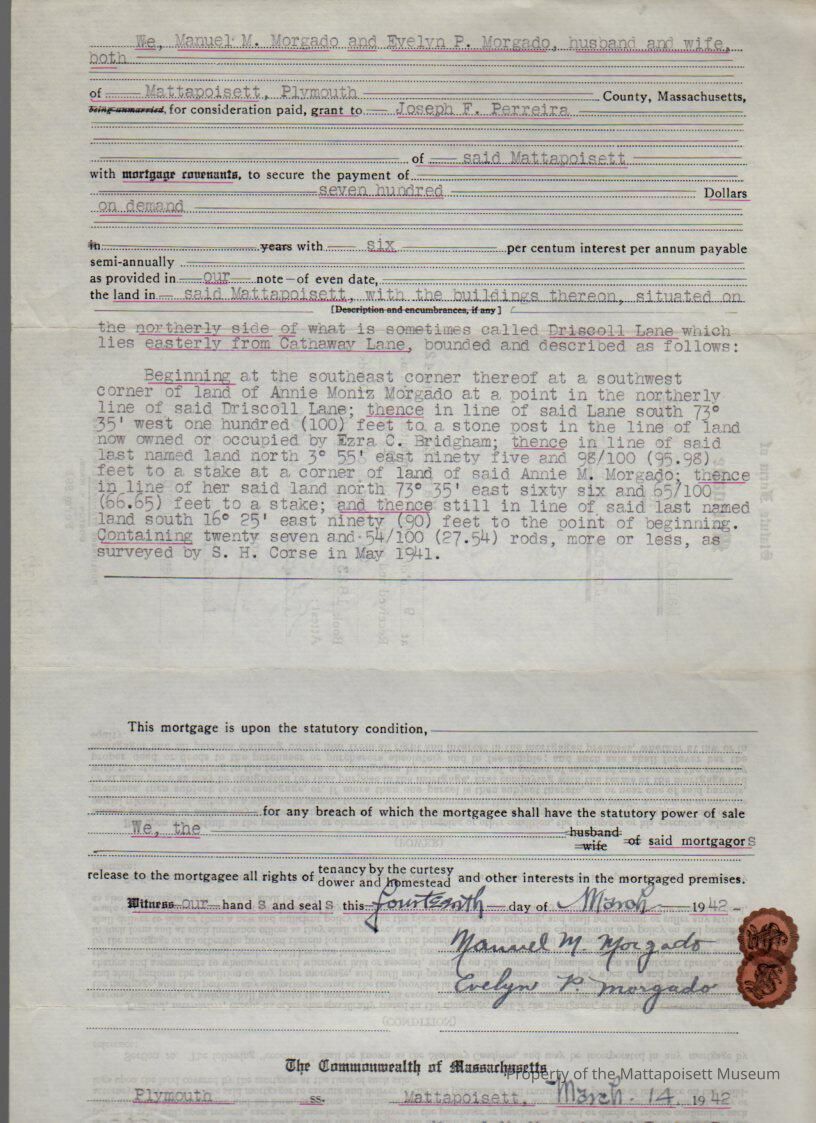 We, Manuel M. Morgado and Evelyn P. Morgado, husband and wife,
both
of Mattapoisett, Plymouth County, Massachusetts,
being unmarried, for consideration paid, grant to Joseph F. Perreira
of said Mattapoisett
with mortgage covenants, to secure the payment of
seven hundred Dollars
on demand
in years with six per centum interest per annum payable
semi-annually
as provided in our note of even date,
the land in said Mattapoisett, with the buildings thereon, situated on
[Description and encumbrances, if any]
the northerly side of what is sometimes called Driscoll Lane which
lies easterly from Cathaway Lane, bounded and described as follows:
Beginning at the southeast corner thereof at a southwest
corner of land of Annie Moniz Morgado at a point in the northerly
line of said Driscoll Lane; thence in line of said Lane south 73°
35' west one hundred (100) feet to a stone post in the line of land
now owned or occupied by Ezra C. Bridgham; thence in line of said
last named land north 3° 55' east ninety five and 98/100 (95.98)
feet to a stake at a corner of land of said Annie M. Morgado; thence
in line of her said land north 73° 35' east sixty six and 65/100
(66.65) feet to a stake; and thence still in line of said last named
land south 16° 25' east ninety (90) feet to the point of beginning.
Containing twenty seven and 54/100 (27.54) rods, more or less, as
surveyed by S. H. Corse in May 1941.
This mortgage is upon the statutory condition,
for any breach of which the mortgagee shall have the statutory power of sale
We, the husband wife of said mortgagors
release to the mortgagee all rights of tenancy by the curtesy dower and homestead and other interests in the mortgaged premises.
Witness our hands and seals this fourteenth day of March 1942
Manuel M Morgado
Evelyn P. Morgado
The Commonwealth of Massachusetts
Property of the Mattapoisett Museum
Plymouth ss. Mattapoisett, March 14, 1942